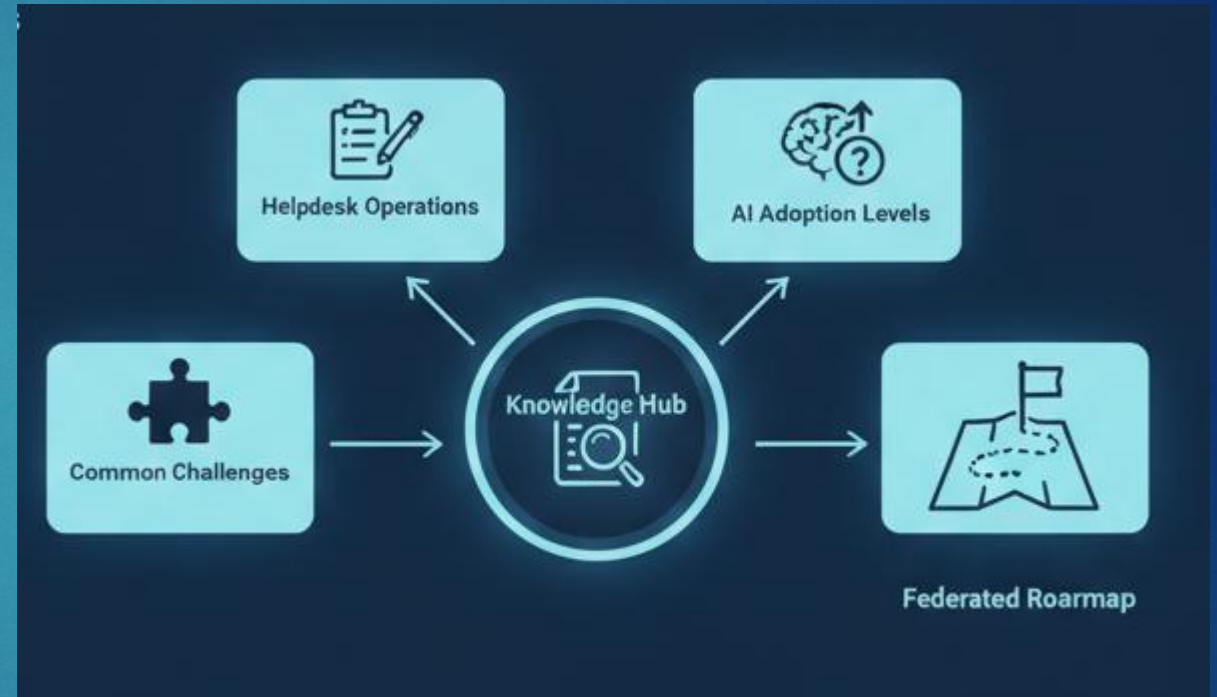 Helpdesk Operations
AI Adoption Levels
Knowledge Hub
Common Challenges
Federated Roarmap